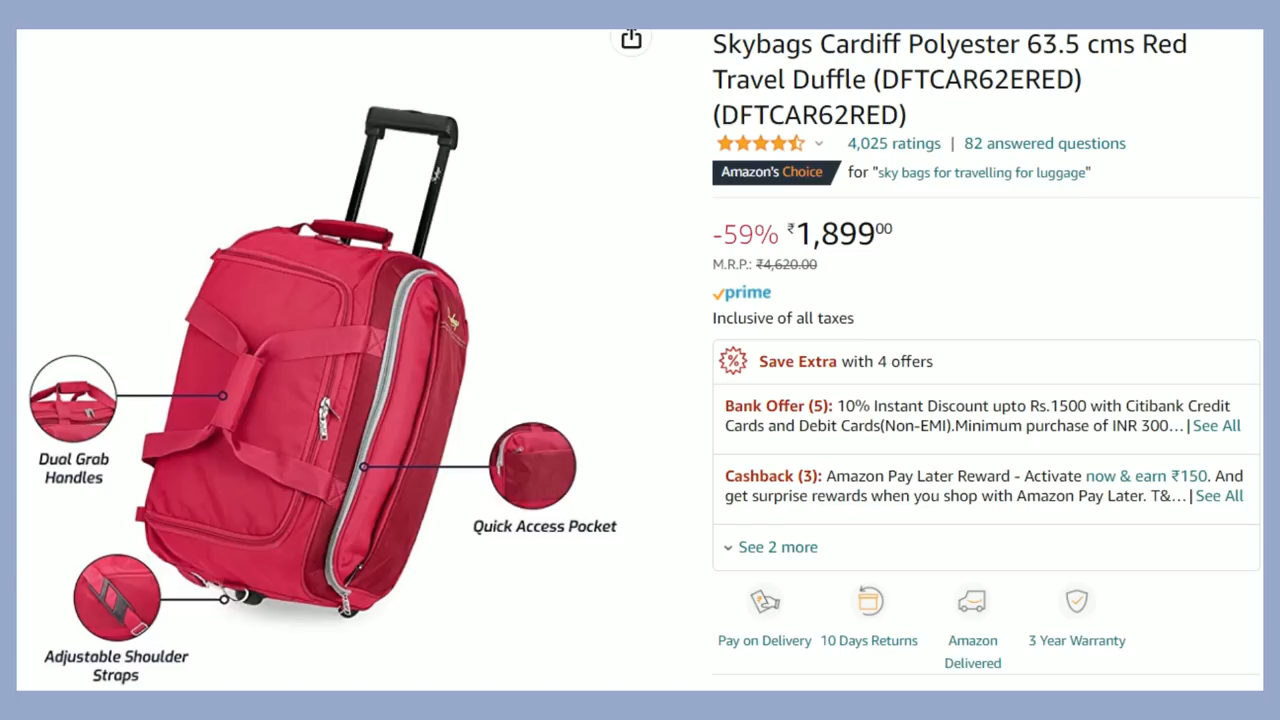 Skybags Cardiff Polyester 63.5 cms Red
Travel Duffle (DFTCAR62ERED)
(DFTCAR62RED)
4,025 ratings | 82 answered questions
Amazon's Choice for "sky bags for travelling for luggage"
-59% ₹1,899⁰⁰
M.R.P.: ₹4,620.00
prime
Inclusive of all taxes
Save Extra with 4 offers
Bank Offer (5): 10% Instant Discount upto Rs.1500 with Citibank Credit
Cards and Debit Cards(Non-EMI).Minimum purchase of INR 300... | See All
Cashback (3): Amazon Pay Later Reward - Activate now & earn ₹150. And
get surprise rewards when you shop with Amazon Pay Later. T&... | See All
See 2 more
Pay on Delivery
10 Days Returns
Amazon
Delivered
3 Year Warranty
Dual Grab
Handles
Quick Access Pocket
Adjustable Shoulder
Straps